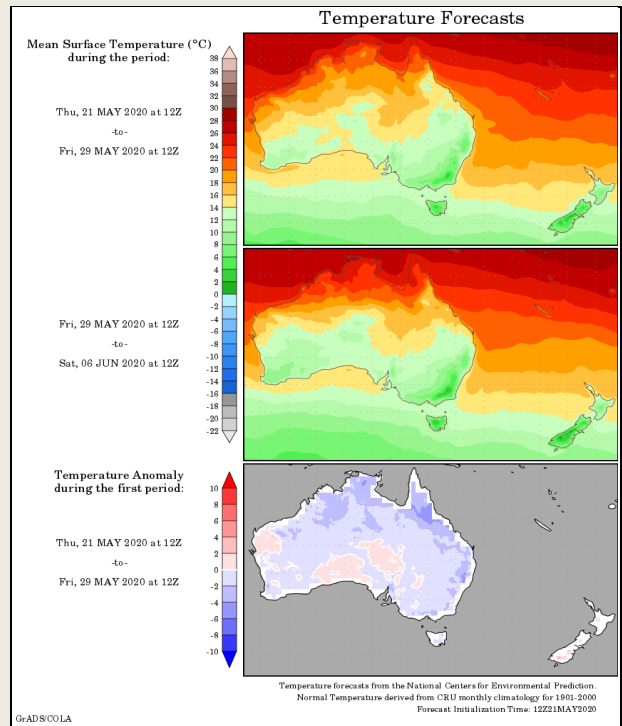 Temperature Forecasts
Mean Surface Temperature (°C)
during the period:
38
36
34
32
30
28
26
24
22
20
18
16
14
12
10
8
6
4
2
0
-2
-4
-6
-8
-10
-12
-14
-16
-18
-20
-22
Thu, 21 MAY 2020 at 12Z
-to-
Fri, 29 MAY 2020 at 12Z
Fri, 29 MAY 2020 at 12Z
-to-
Sat, 06 JUN 2020 at 12Z
Temperature Anomaly
during the first period:
10
8
6
4
2
0
-2
-4
-6
-8
-10
Thu, 21 MAY 2020 at 12Z
-to-
Fri, 29 MAY 2020 at 12Z
Temperature forecasts from the National Centers for Environmental Prediction.
Normal Temperature derived from CRU monthly climatology for 1901-2000
Forecast Initialization Time: 12Z21MAY2020
GrADS/COLA